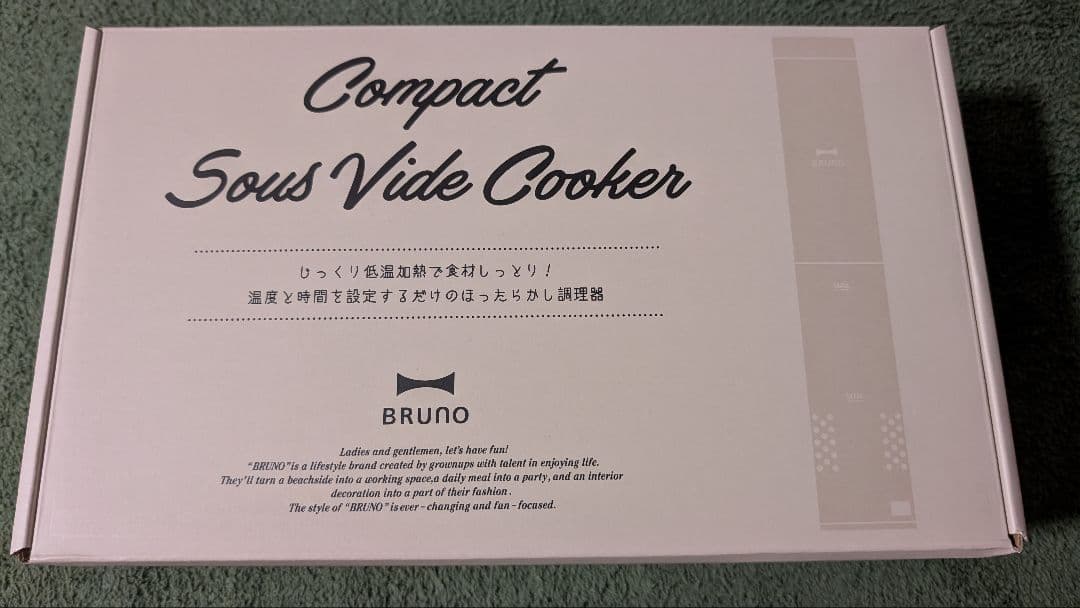 Compact
Sous Vide Cooker
じっくり低温加熱で食材しっとり！
温度と時間を設定するだけのほったらかし調理器
BRUNO
Ladies and gentlemen, let's have fun!
“BRUNO”is a lifestyle brand created by grownups with talent in enjoying life.
They'll turn a beachside into a working space,a daily meal into a party, and an interior
decoration into a part of their fashion.
The style of “BRUNO” is ever-changing and fun-focused.
BRUNO
MAX
MIN